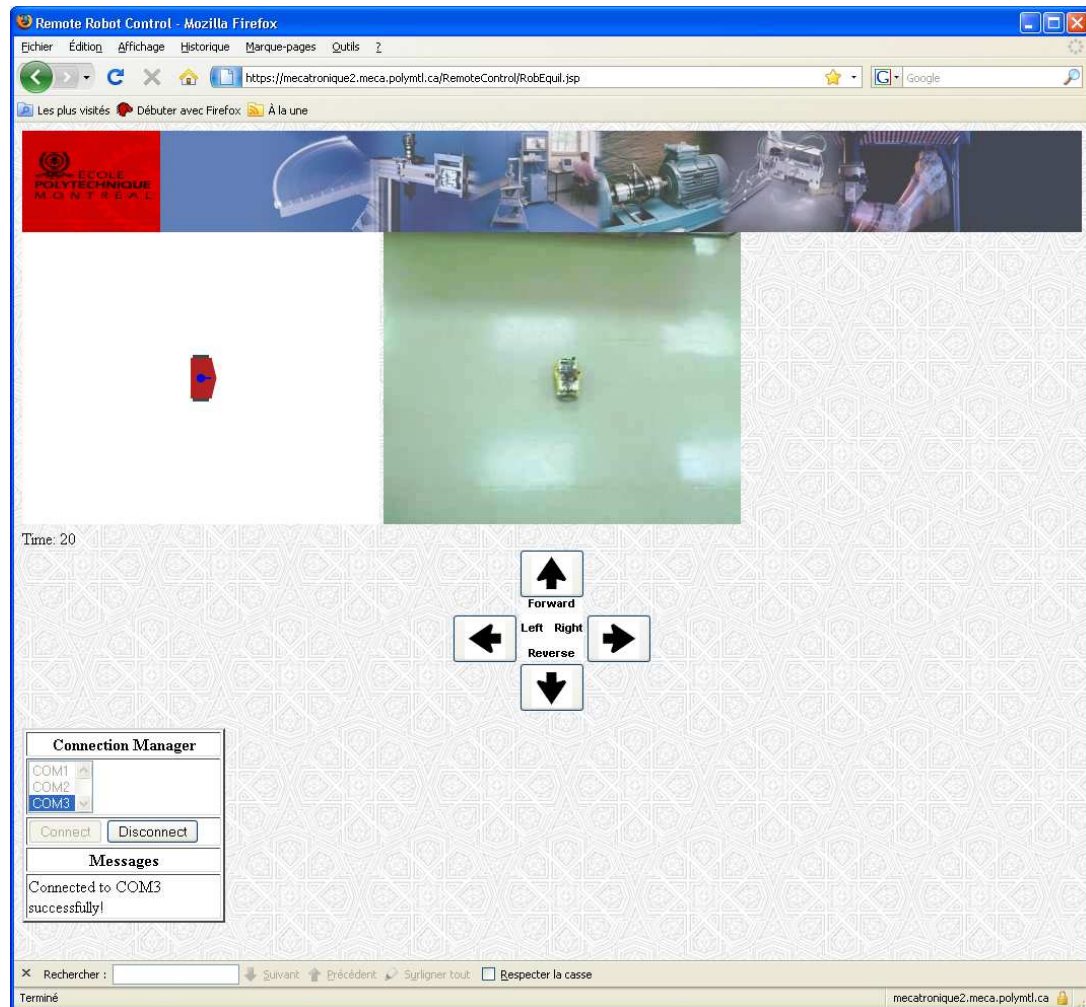 Remote Robot Control - Mozilla Firefox
Fichier Édition Affichage Historique Marque-pages Outils ?
https://mecatronique2.meca.polymtl.ca/RemoteControl/RobEquil.jsp
G Google
Les plus visités Débuter avec Firefox À la une
ÉCOLE
POLYTECHNIQUE
MONTRÉAL
Time: 20
Forward
Left Right
Reverse
Connection Manager
COM1
COM2
COM3
Connect Disconnect
Messages
Connected to COM3
successfully!
× Rechercher : Suivant Précédent Surligner tout Respecter la casse
Terminé mecatronique2.meca.polymtl.ca